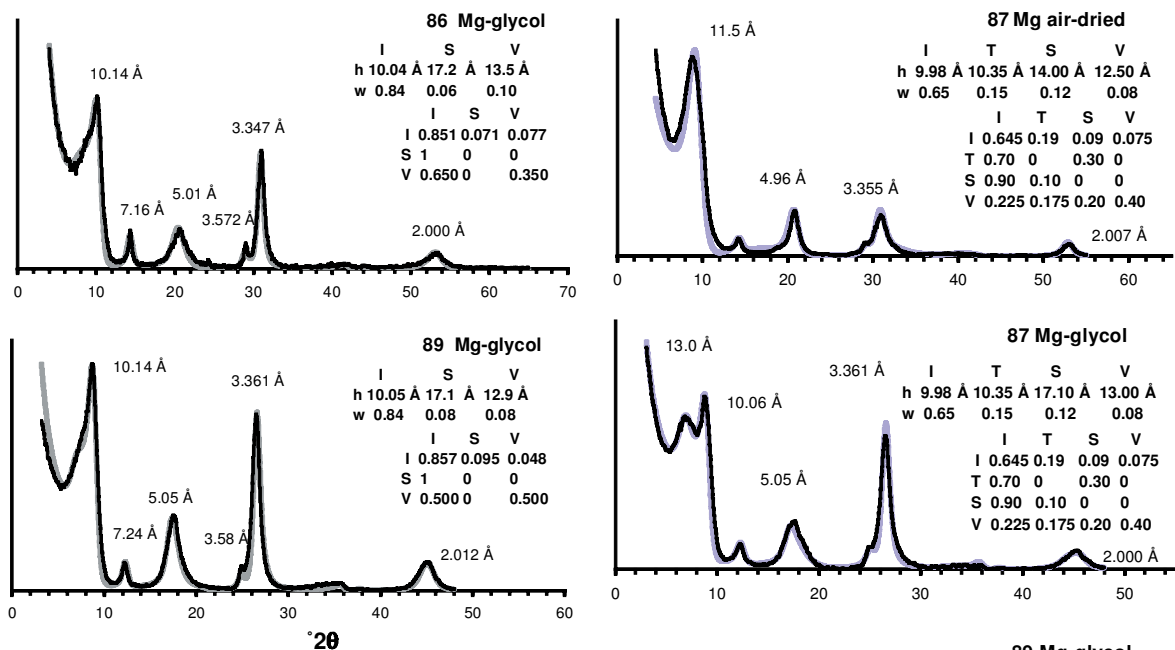 86 Mg-glycol
I S V
h 10.04 Å 17.2 Å 13.5 Å
w 0.84 0.06 0.10
I S V
I 0.851 0.071 0.077
S 1 0 0
V 0.650 0 0.350
10.14 Å
3.347 Å
7.16 Å
5.01 Å
3.572 Å
2.000 Å
0 10 20 30 40 50 60 70
87 Mg air-dried
I T S V
h 9.98 Å 10.35 Å 14.00 Å 12.50 Å
w 0.65 0.15 0.12 0.08
I T S V
I 0.645 0.19 0.09 0.075
T 0.70 0 0.30 0
S 0.90 0.10 0 0
V 0.225 0.175 0.20 0.40
11.5 Å
4.96 Å
3.355 Å
2.007 Å
0 10 20 30 40 50 60
89 Mg-glycol
I S V
h 10.05 Å 17.1 Å 12.9 Å
w 0.84 0.08 0.08
I S V
I 0.857 0.095 0.048
S 1 0 0
V 0.500 0 0.500
10.14 Å
3.361 Å
5.05 Å
7.24 Å
3.58 Å
2.012 Å
0 10 20 30 40 50 60
°2θ
87 Mg-glycol
I T S V
h 9.98 Å 10.35 Å 17.10 Å 13.00 Å
w 0.65 0.15 0.12 0.08
I T S V
I 0.645 0.19 0.09 0.075
T 0.70 0 0.30 0
S 0.90 0.10 0 0
V 0.225 0.175 0.20 0.40
13.0 Å
3.361 Å
10.06 Å
5.05 Å
2.000 Å
0 10 20 30 40 50